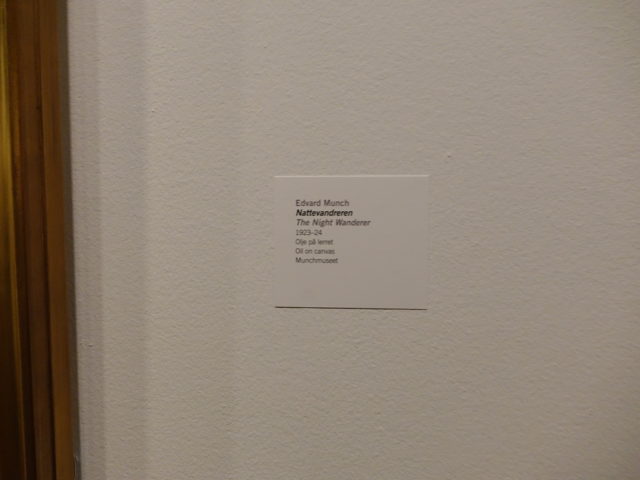 Edvard Munch
Nattevandreren
The Night Wanderer
1923–24
Olje på lerret
Oil on canvas
Munchmuseet